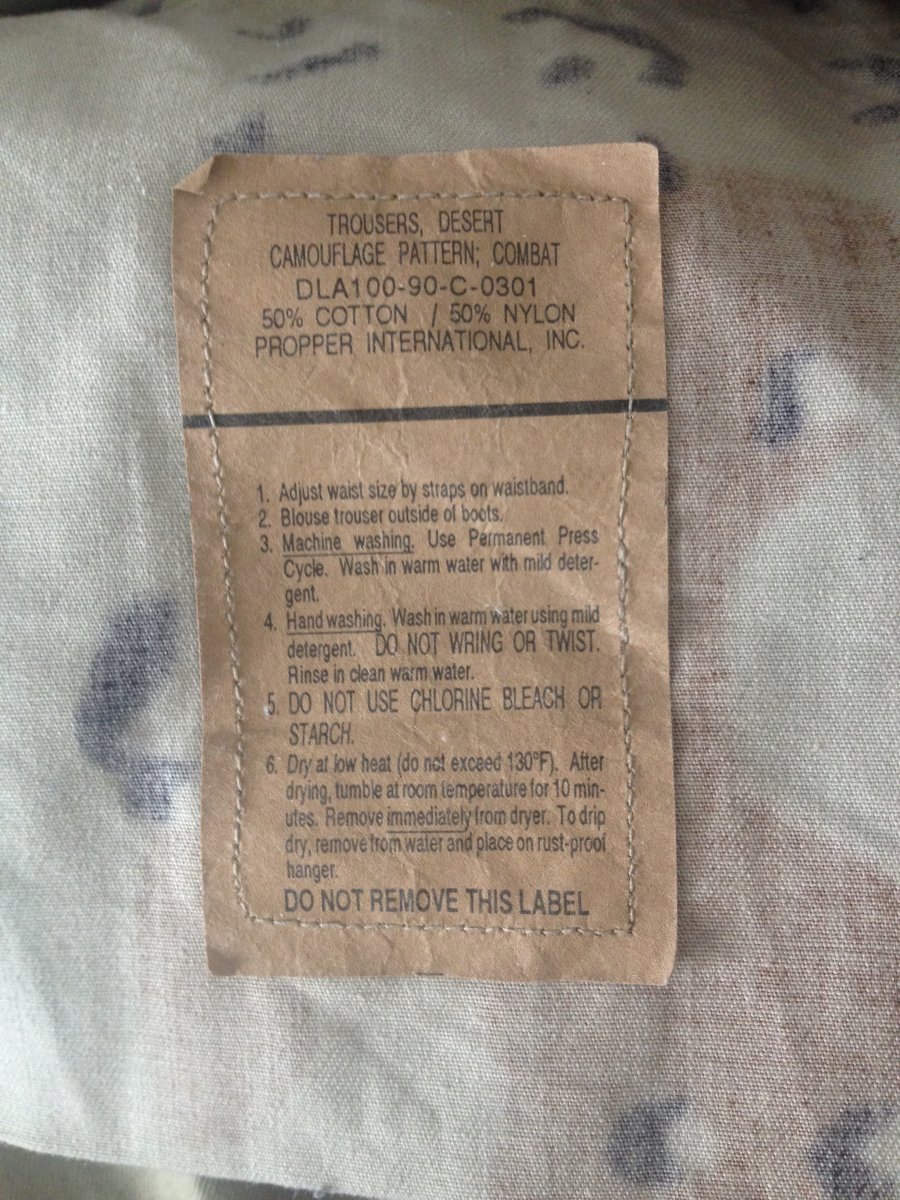 TROUSERS, DESERT
CAMOUFLAGE PATTERN; COMBAT
DLA100-90-C-0301
50% COTTON / 50% NYLON
PROPPER INTERNATIONAL, INC.
1. Adjust waist size by straps on waistband.
2. Blouse trouser outside of boots.
3. Machine washing. Use Permanent Press
Cycle. Wash in warm water with mild deter-
gent.
4. Hand washing. Wash in warm water using mild
detergent. DO NOT WRING OR TWIST.
Rinse in clean warm water.
5. DO NOT USE CHLORINE BLEACH OR
STARCH.
6. Dry at low heat (do not exceed 130°F). After
drying, tumble at room temperature for 10 min-
utes. Remove immediately from dryer. To drip
dry, remove from water and place on rust-proof
hanger.
DO NOT REMOVE THIS LABEL